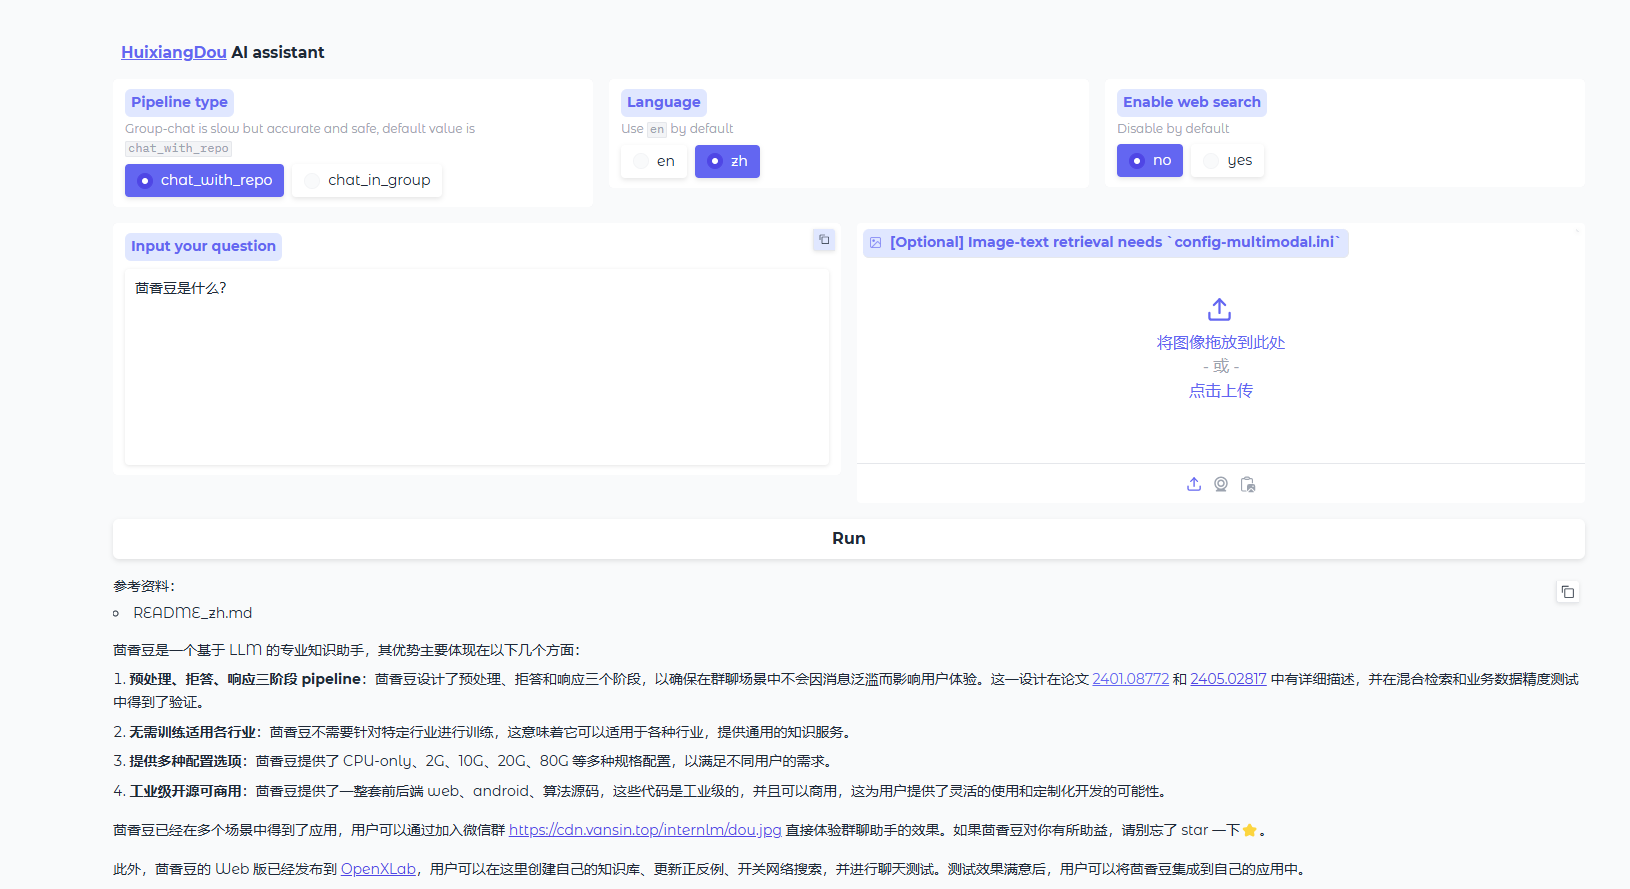 HuixiangDou AI assistant
Pipeline type
Group-chat is slow but accurate and safe, default value is
chat_with_repo
chat_with_repo
chat_in_group
Language
Use en by default
en
zh
Enable web search
Disable by default
no
yes
Input your question
茴香豆是什么?
[Optional] Image-text retrieval needs `config-multimodal.ini`
将图像拖放到此处
- 或 -
点击上传
Run
参考资料：
README_zh.md
茴香豆是一个基于 LLM 的专业知识助手，其优势主要体现在以下几个方面：
1. 预处理、拒答、响应三阶段 pipeline：茴香豆设计了预处理、拒答和响应三个阶段，以确保在群聊场景中不会因消息泛滥而影响用户体验。这一设计在论文 2401.08772 和 2405.02817 中有详细描述，并在混合检索和业务数据精度测试
中得到了验证。
2. 无需训练适用各行业：茴香豆不需要针对特定行业进行训练，这意味着它可以适用于各种行业，提供通用的知识服务。
3. 提供多种配置选项：茴香豆提供了 CPU-only、2G、10G、20G、80G 等多种规格配置，以满足不同用户的需求。
4. 工业级开源可商用：茴香豆提供了一整套前后端 web、android、算法源码，这些代码是工业级的，并且可以商用，这为用户提供了灵活的使用和定制化开发的可能性。
茴香豆已经在多个场景中得到了应用，用户可以通过加入微信群 https://cdn.vansin.top/internlm/dou.jpg 直接体验群聊助手的效果。如果茴香豆对你有所助益，请别忘了 star 一下⭐。
此外，茴香豆的 Web 版已经发布到 OpenXLab，用户可以在这里创建自己的知识库、更新正反例、开关网络搜索，并进行聊天测试。测试效果满意后，用户可以将茴香豆集成到自己的应用中。